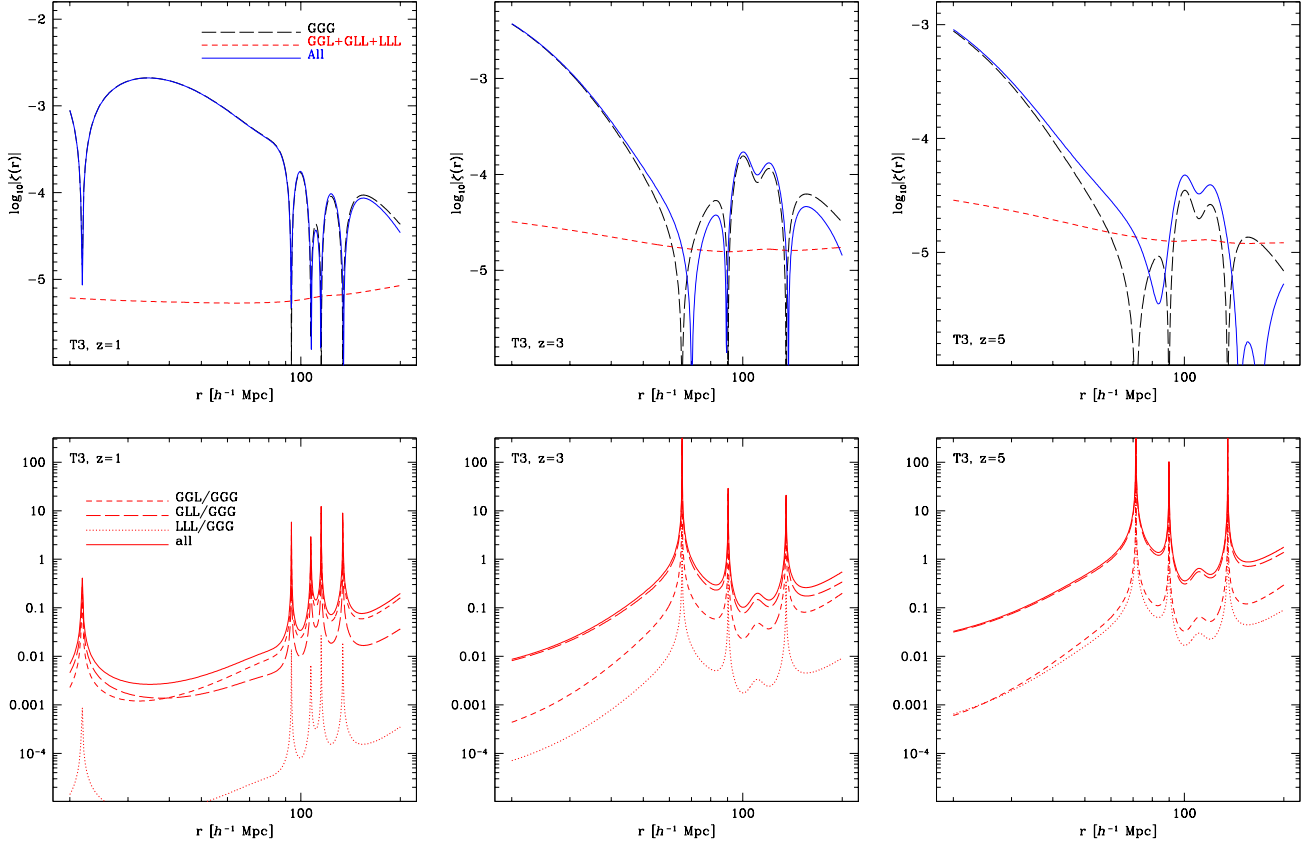 -2
-3
-4
-5
log₁₀|ζ(r)|
GGG
GGL+GLL+LLL
All
T3, z=1
100
r [h⁻¹ Mpc]
-3
-4
-5
log₁₀|ζ(r)|
T3, z=3
100
r [h⁻¹ Mpc]
-3
-4
-5
log₁₀|ζ(r)|
T3, z=5
100
r [h⁻¹ Mpc]
T3, z=1
100
10
1
0.1
0.01
0.001
10⁻⁴
GGL/GGG
GLL/GGG
LLL/GGG
all
100
r [h⁻¹ Mpc]
T3, z=3
100
10
1
0.1
0.01
0.001
10⁻⁴
100
r [h⁻¹ Mpc]
T3, z=5
100
10
1
0.1
0.01
0.001
10⁻⁴
100
r [h⁻¹ Mpc]